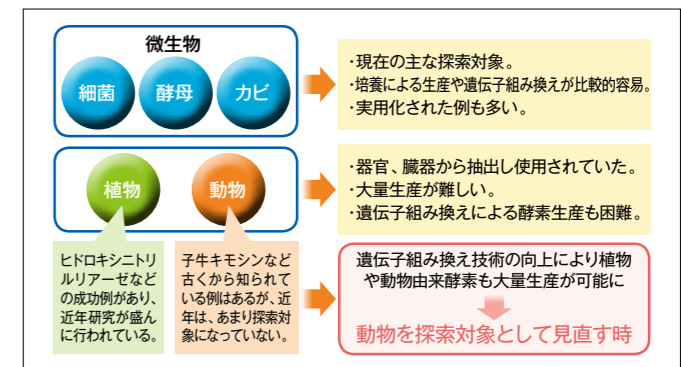 微生物
細菌
酵母
カビ
・現在の主な探索対象。
・培養による生産や遺伝子組み換えが比較的容易。
・実用化された例も多い。
植物
動物
・器官、臓器から抽出し使用されていた。
・大量生産が難しい。
・遺伝子組み換えによる酵素生産も困難。
ヒドロキシニトリ
ルリアーゼなど
の成功例があり、
近年研究が盛ん
に行われている。
子牛キモシンなど
古くから知られて
いる例はあるが、近
年は、あまり探索対
象になっていない。
遺伝子組み換え技術の向上により植物
や動物由来酵素も大量生産が可能に
動物を探索対象として見直す時